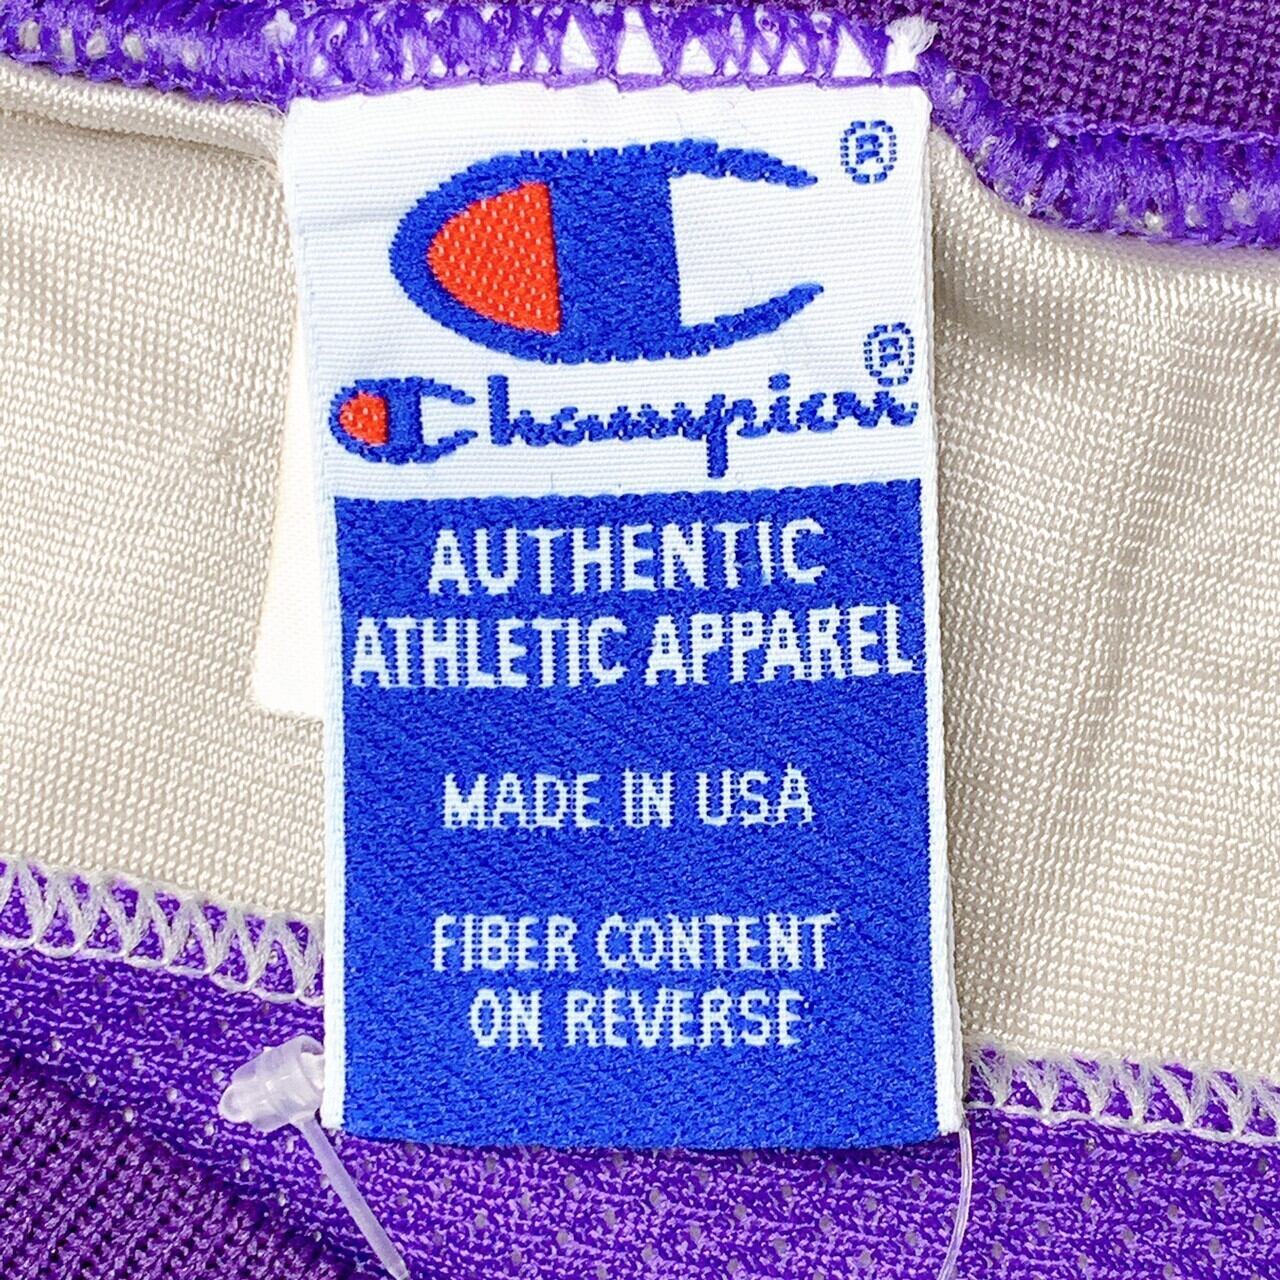 ®
Champion®
AUTHENTIC
ATHLETIC APPAREL
MADE IN USA
FIBER CONTENT
ON REVERSE